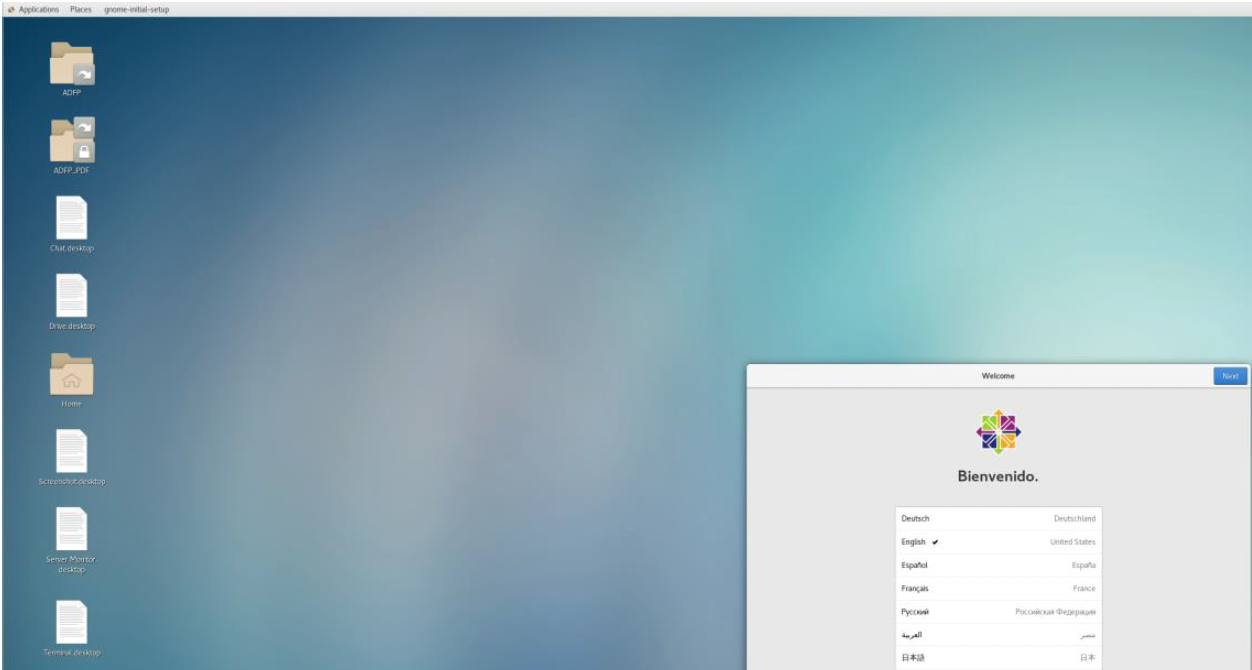 Applications Places gnome-initial-setup
ADFP
ADFP_PDF
Chat.desktop
Drive.desktop
Home
Screenshot.desktop
Server Monitor.
desktop
Terminal.desktop
Welcome
Next
Bienvenido.
Deutsch Deutschland
English ✔ United States
Español España
Français France
Русский Российская Федерация
العربية مصر
日本語 日本